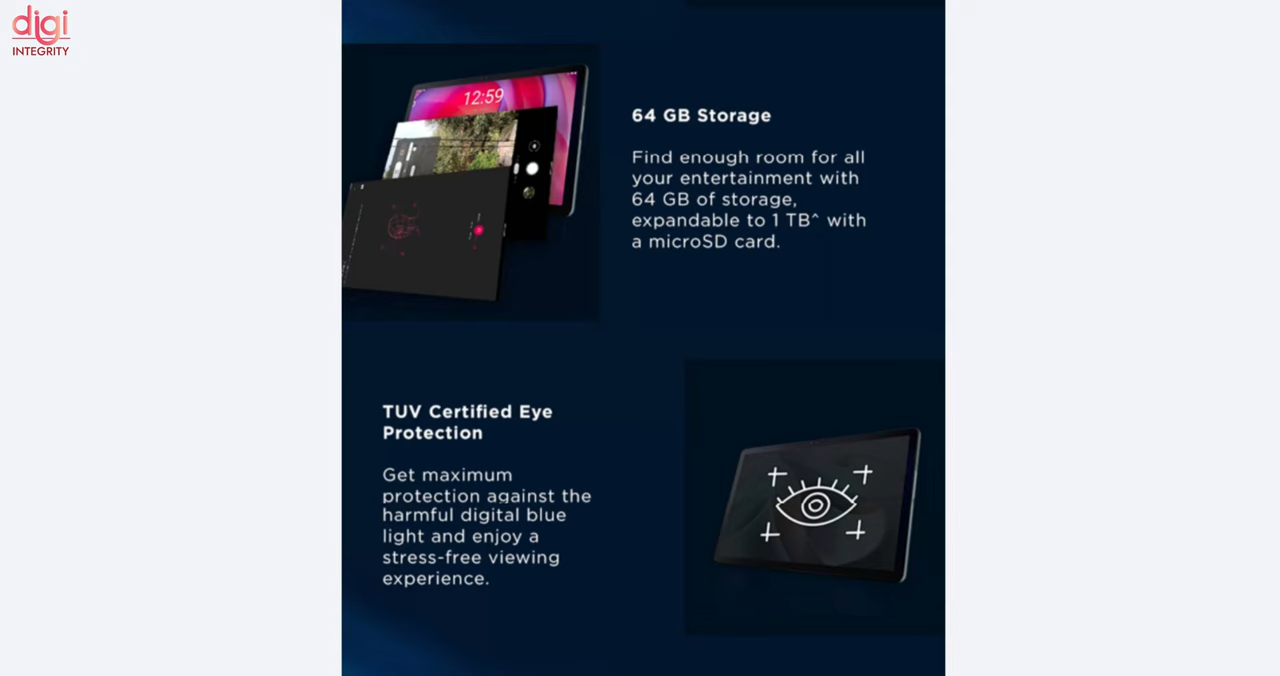 digi
INTEGRITY
12:59
64 GB Storage
Find enough room for all
your entertainment with
64 GB of storage,
expandable to 1 TB^ with
a microSD card.
TUV Certified Eye
Protection
Get maximum
protection against the
harmful digital blue
light and enjoy a
stress-free viewing
experience.